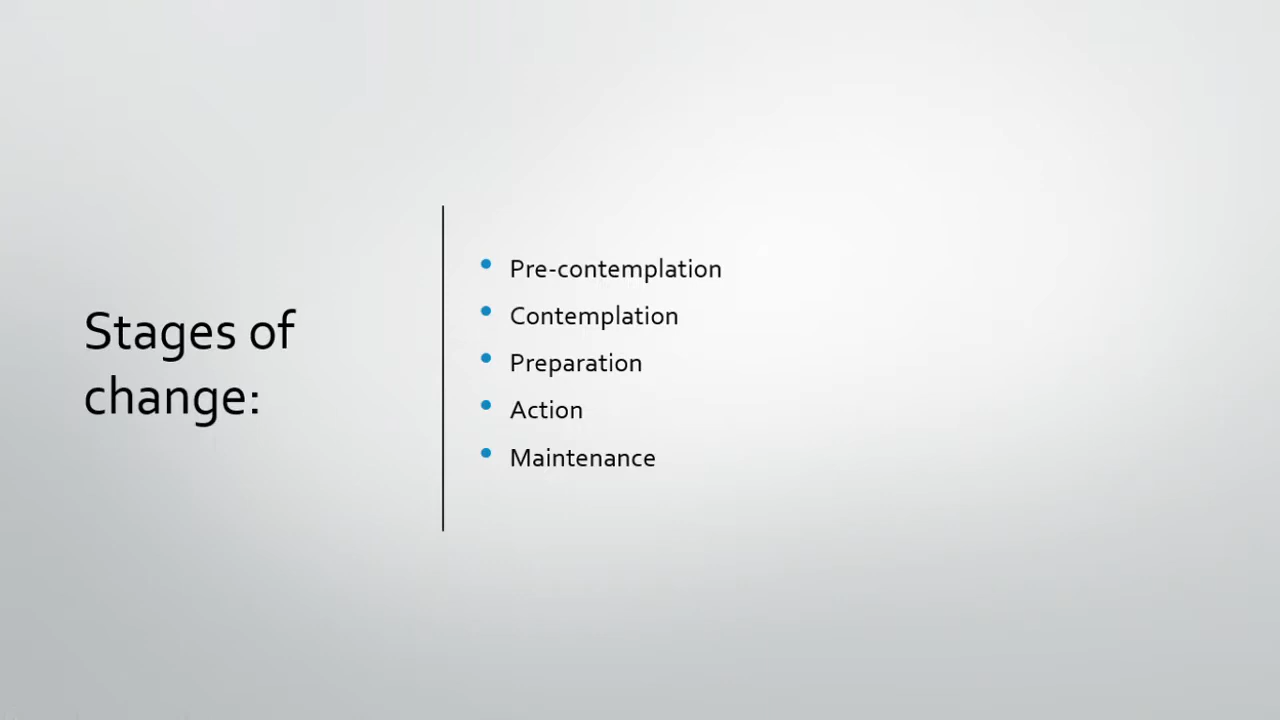 Stages of
change:
• Pre-contemplation
• Contemplation
• Preparation
• Action
• Maintenance